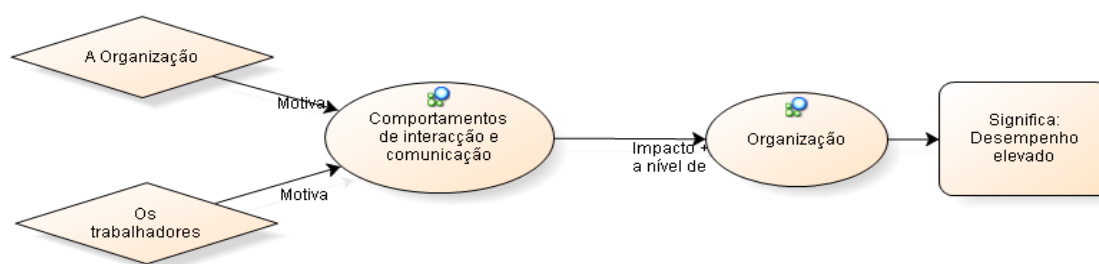 A Organização
Motiva
Comportamentos
de interacção e
comunicação
Impacto +
a nível de
Organização
Significa:
Desempenho
elevado
Os
trabalhadores
Motiva